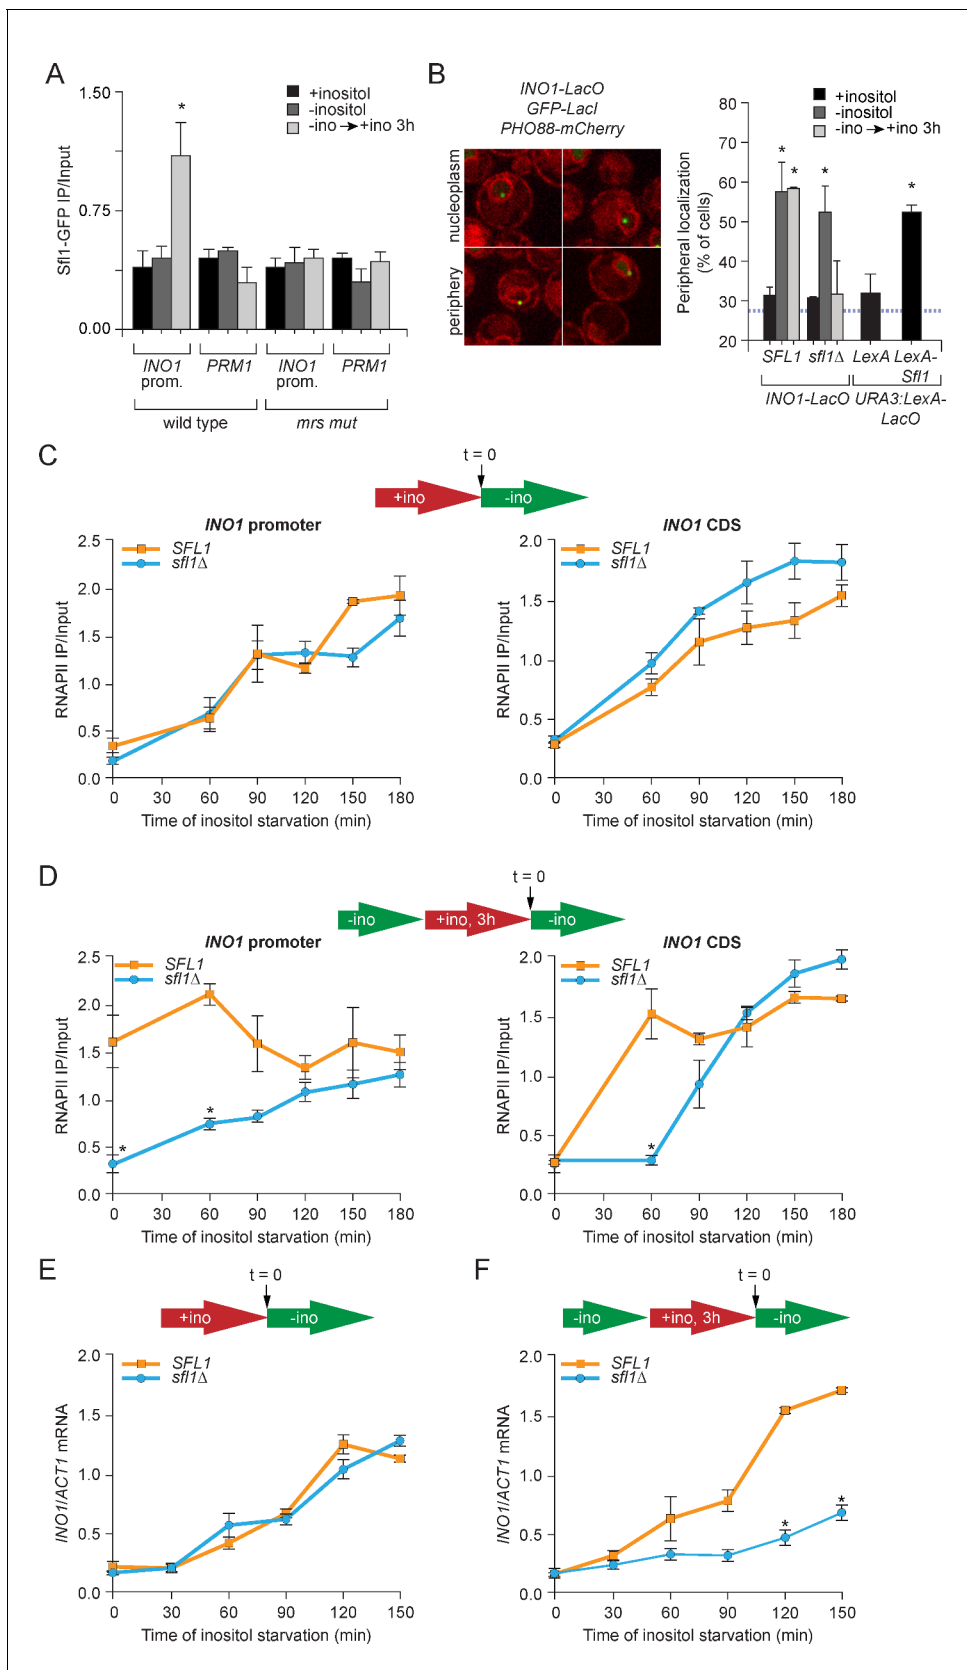 A
+inositol
-inositol
-ino → +ino 3h
1.50
0.75
0.00
Sfl1-GFP IP/Input
*
INO1 prom.
PRM1
INO1 prom.
PRM1
wild type
mrs mut
B
INO1-LacO
GFP-LacI
PHO88-mCherry
nucleoplasm
periphery
+inositol
-inositol
-ino → +ino 3h
Peripheral localization
(% of cells)
80
70
60
50
40
30
20
* * * *
SFL1 sfl1Δ LexA LexA-
Sfl1
INO1-LacO URA3:LexA-
LacO
C
t = 0
+ino
-ino
INO1 promoter
SFL1
sfl1Δ
RNAPII IP/Input
2.5
2.0
1.5
1.0
0.5
0.0
0 30 60 90 120 150 180
Time of inositol starvation (min)
INO1 CDS
SFL1
sfl1Δ
RNAPII IP/Input
2.0
1.5
1.0
0.5
0.0
0 30 60 90 120 150 180
Time of inositol starvation (min)
D
t = 0
-ino
+ino, 3h
-ino
INO1 promoter
SFL1
sfl1Δ
RNAPII IP/Input
2.5
2.0
1.5
1.0
0.5
0.0
* *
0 30 60 90 120 150 180
Time of inositol starvation (min)
INO1 CDS
SFL1
sfl1Δ
RNAPII IP/Input
2.0
1.5
1.0
0.5
0.0
*
0 30 60 90 120 150 180
Time of inositol starvation (min)
E
t = 0
+ino
-ino
SFL1
sfl1Δ
INO1/ACT1 mRNA
2.0
1.5
1.0
0.5
0.0
0 30 60 90 120 150
Time of inositol starvation (min)
F
t = 0
-ino
+ino, 3h
-ino
SFL1
sfl1Δ
INO1/ACT1 mRNA
2.0
1.5
1.0
0.5
0.0
* *
0 30 60 90 120 150
Time of inositol starvation (min)